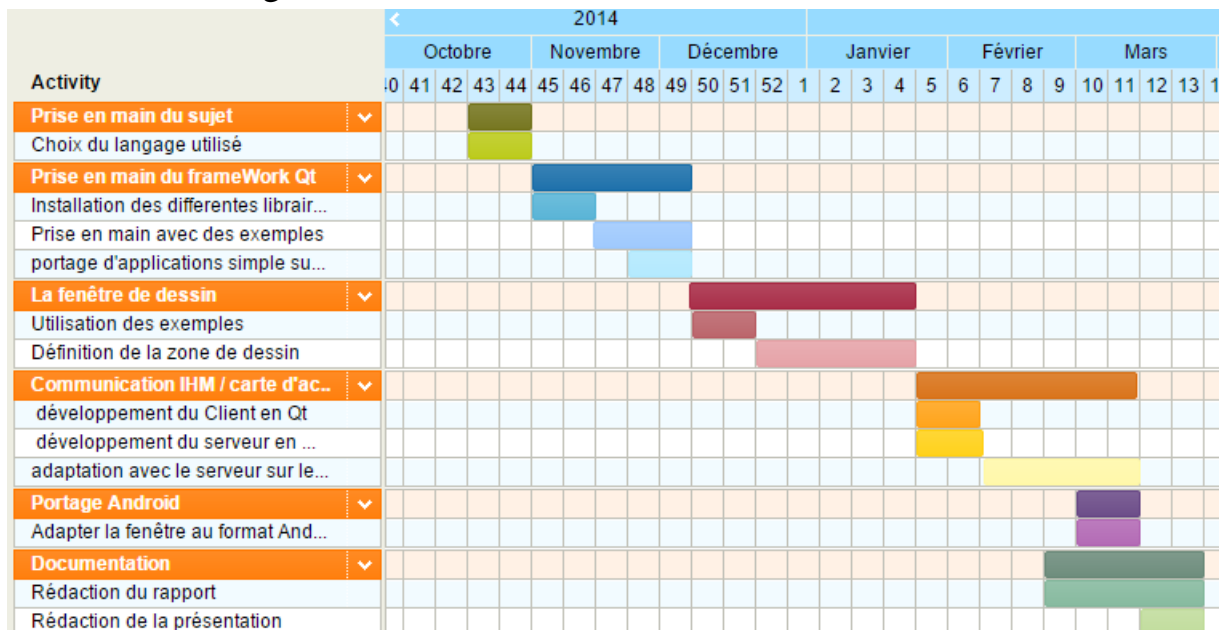 2014
Octobre Novembre Décembre Janvier Février Mars
Activity 40 41 42 43 44 45 46 47 48 49 50 51 52 1 2 3 4 5 6 7 8 9 10 11 12 13 1
Prise en main du sujet
Choix du langage utilisé
Prise en main du frameWork Qt
Installation des differentes librair...
Prise en main avec des exemples
portage d'applications simple su...
La fenêtre de dessin
Utilisation des exemples
Définition de la zone de dessin
Communication IHM / carte d'ac..
développement du Client en Qt
développement du serveur en ...
adaptation avec le serveur sur le...
Portage Android
Adapter la fenêtre au format And...
Documentation
Rédaction du rapport
Rédaction de la présentation